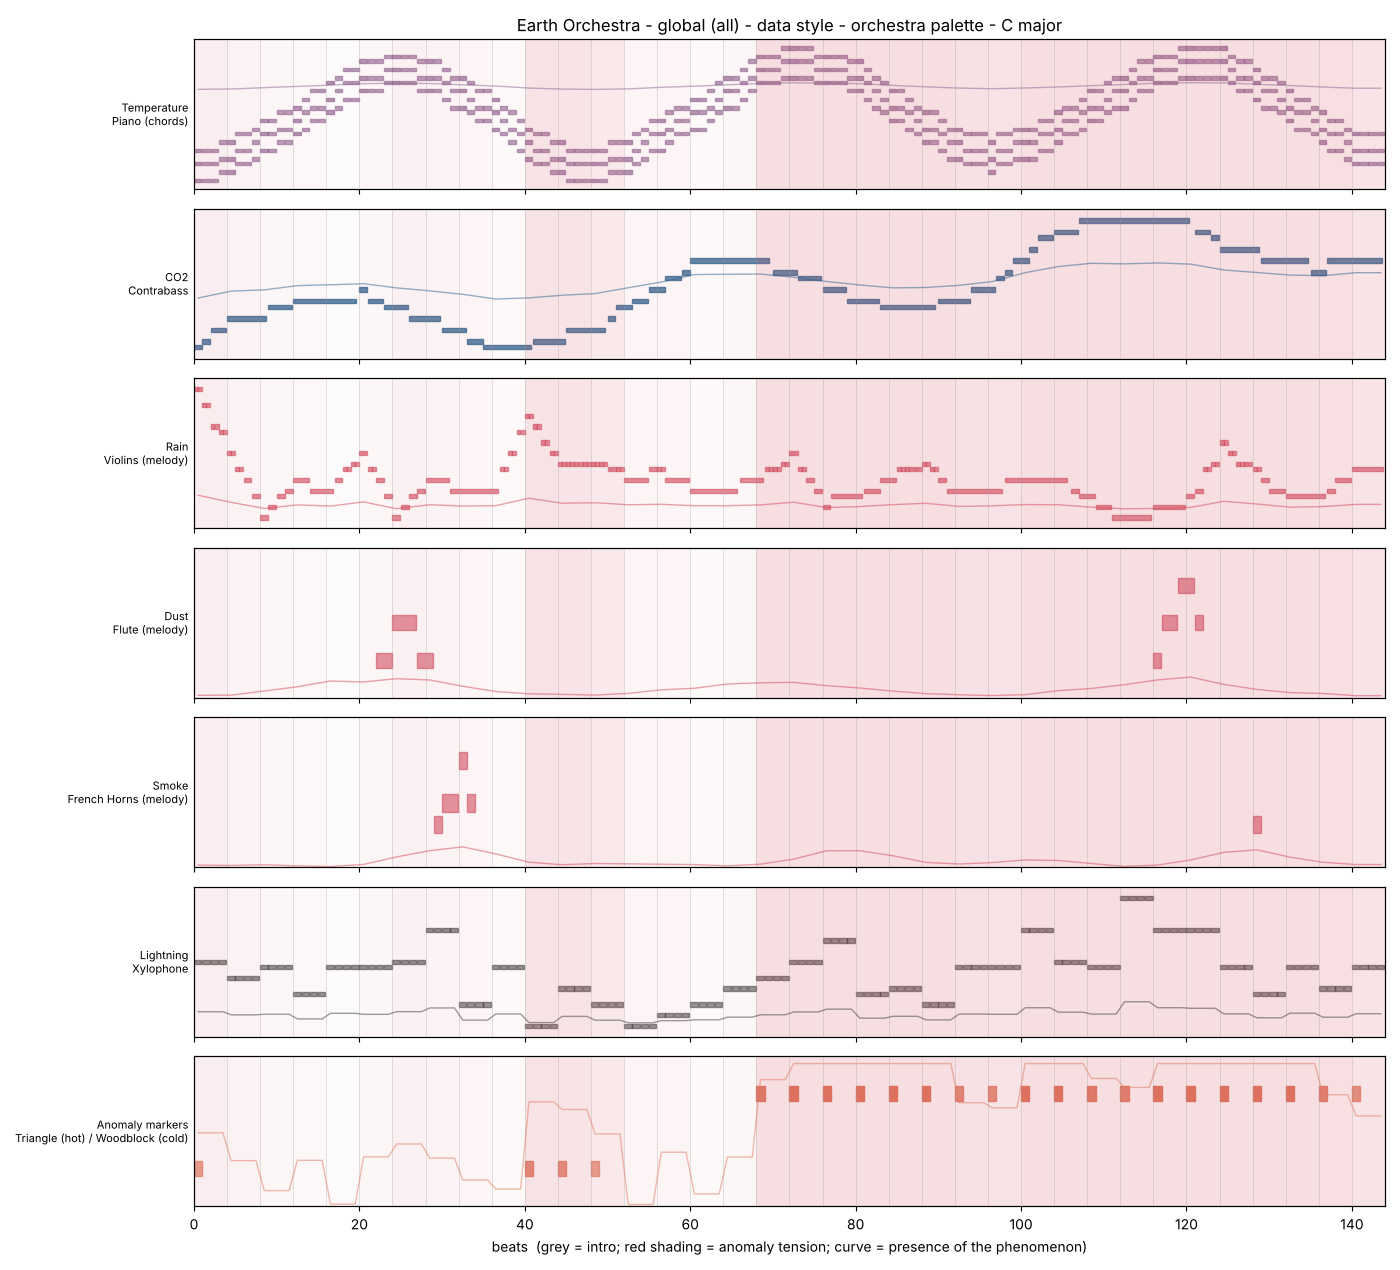 Earth Orchestra - global (all) - data style - orchestra palette - C major
Temperature
Piano (chords)
CO2
Contrabass
Rain
Violins (melody)
Dust
Flute (melody)
Smoke
French Horns (melody)
Lightning
Xylophone
Anomaly markers
Triangle (hot) / Woodblock (cold)
0 20 40 60 80 100 120 140
beats  (grey = intro; red shading = anomaly tension; curve = presence of the phenomenon)